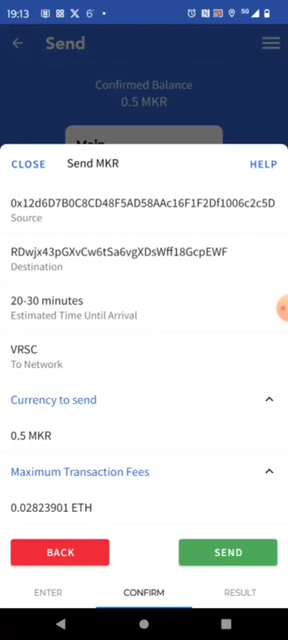 19:13
5G
Send
Confirmed Balance
0.5 MKR
CLOSE
Send MKR
HELP
0x12d6D7B0C8CD48F5AD58AAc16F1F2Df1006c2c5D
Source
RDwjx43pGXvCw6tSa6vgXDsWff18GcpEWF
Destination
20-30 minutes
Estimated Time Until Arrival
VRSC
To Network
Currency to send
0.5 MKR
Maximum Transaction Fees
0.02823901 ETH
BACK
SEND
ENTER
CONFIRM
RESULT